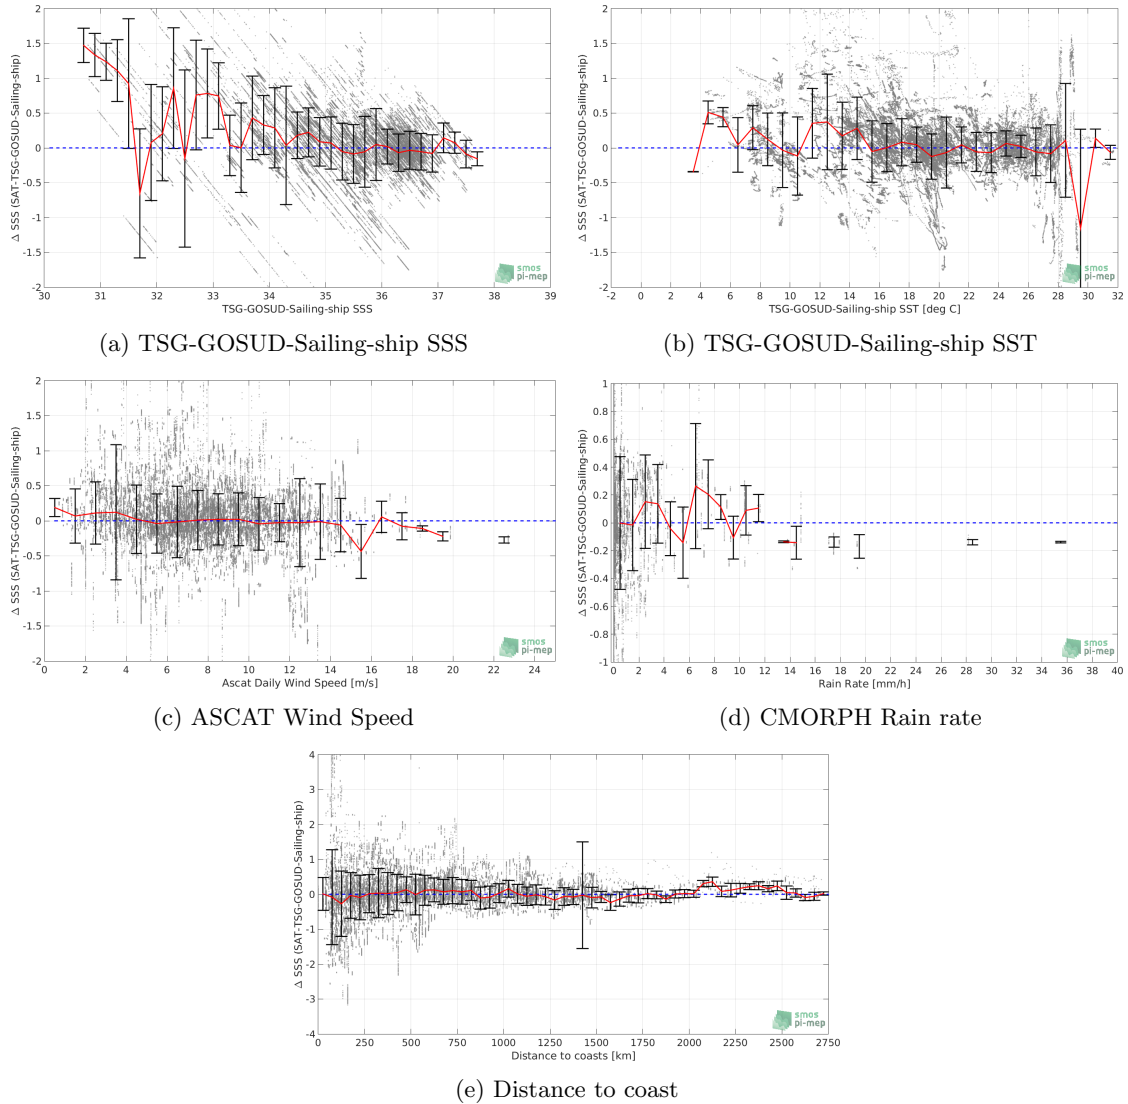 2
1.5
1
0.5
0
-0.5
-1
-1.5
-2
30 31 32 33 34 35 36 37 38 39
Δ SSS (SAT-TSG-GOSUD-Sailing-ship)
TSG-GOSUD-Sailing-ship SSS
smos
pi-mep
(a) TSG-GOSUD-Sailing-ship SSS
2
1.5
1
0.5
0
-0.5
-1
-1.5
-2
-2 0 2 4 6 8 10 12 14 16 18 20 22 24 26 28 30 32
Δ SSS (SAT-TSG-GOSUD-Sailing-ship)
TSG-GOSUD-Sailing-ship SST [deg C]
smos
pi-mep
(b) TSG-GOSUD-Sailing-ship SST
2
1.5
1
0.5
0
-0.5
-1
-1.5
-2
0 2 4 6 8 10 12 14 16 18 20 22 24
Δ SSS (SAT-TSG-GOSUD-Sailing-ship)
Ascat Daily Wind Speed [m/s]
smos
pi-mep
(c) ASCAT Wind Speed
1
0.8
0.6
0.4
0.2
0
-0.2
-0.4
-0.6
-0.8
-1
0 2 4 6 8 10 12 14 16 18 20 22 24 26 28 30 32 34 36 38 40
Δ SSS (SAT-TSG-GOSUD-Sailing-ship)
Rain Rate [mm/h]
smos
pi-mep
(d) CMORPH Rain rate
4
3
2
1
0
-1
-2
-3
-4
0 250 500 750 1000 1250 1500 1750 2000 2250 2500 2750
Δ SSS (SAT-TSG-GOSUD-Sailing-ship)
Distance to coasts [km]
smos
pi-mep
(e) Distance to coast